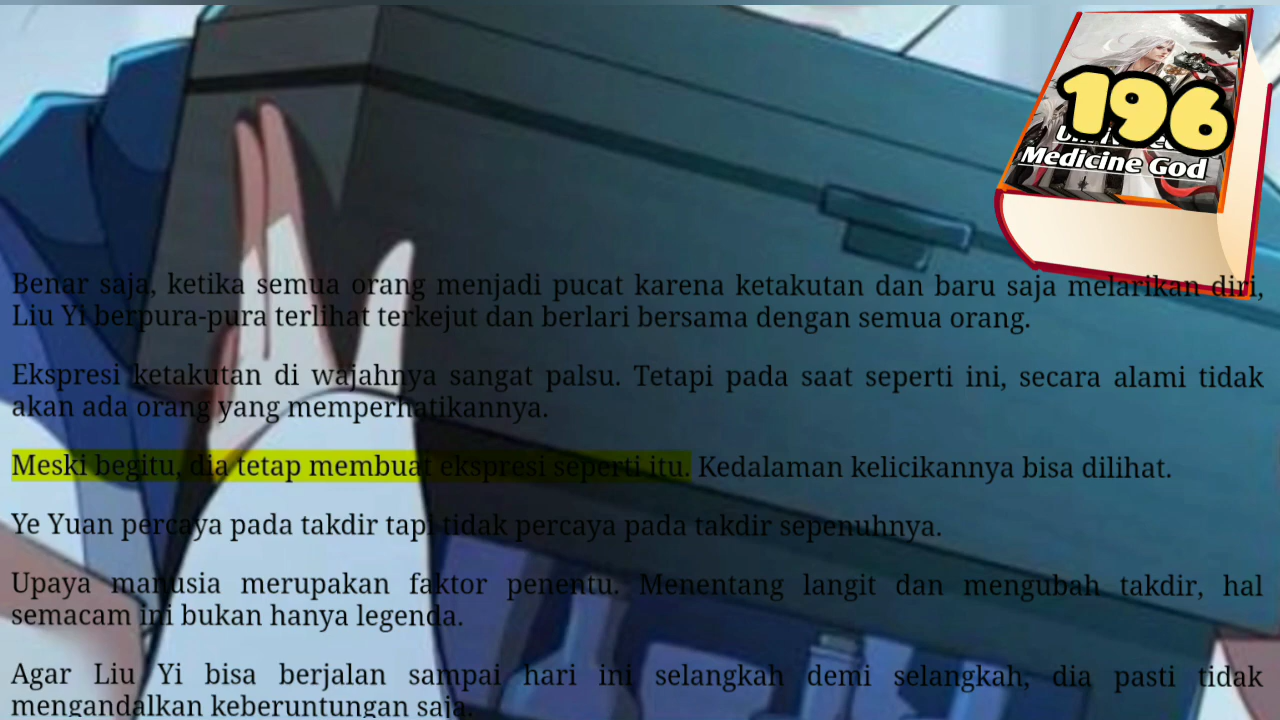 196
Medicine God
Benar saja, ketika semua orang menjadi pucat karena ketakutan dan baru saja melarikan diri,
Liu Yi berpura-pura terlihat terkejut dan berlari bersama dengan semua orang.
Ekspresi ketakutan di wajahnya sangat palsu. Tetapi pada saat seperti ini, secara alami tidak
akan ada orang yang memperhatikannya.
Meski begitu, dia tetap membuat ekspresi seperti itu. Kedalaman kelicikannya bisa dilihat.
Ye Yuan percaya pada takdir tapi tidak percaya pada takdir sepenuhnya.
Upaya manusia merupakan faktor penentu. Menentang langit dan mengubah takdir, hal
semacam ini bukan hanya legenda.
Agar Liu Yi bisa berjalan sampai hari ini selangkah demi selangkah, dia pasti tidak
mengandalkan keberuntungan saja.